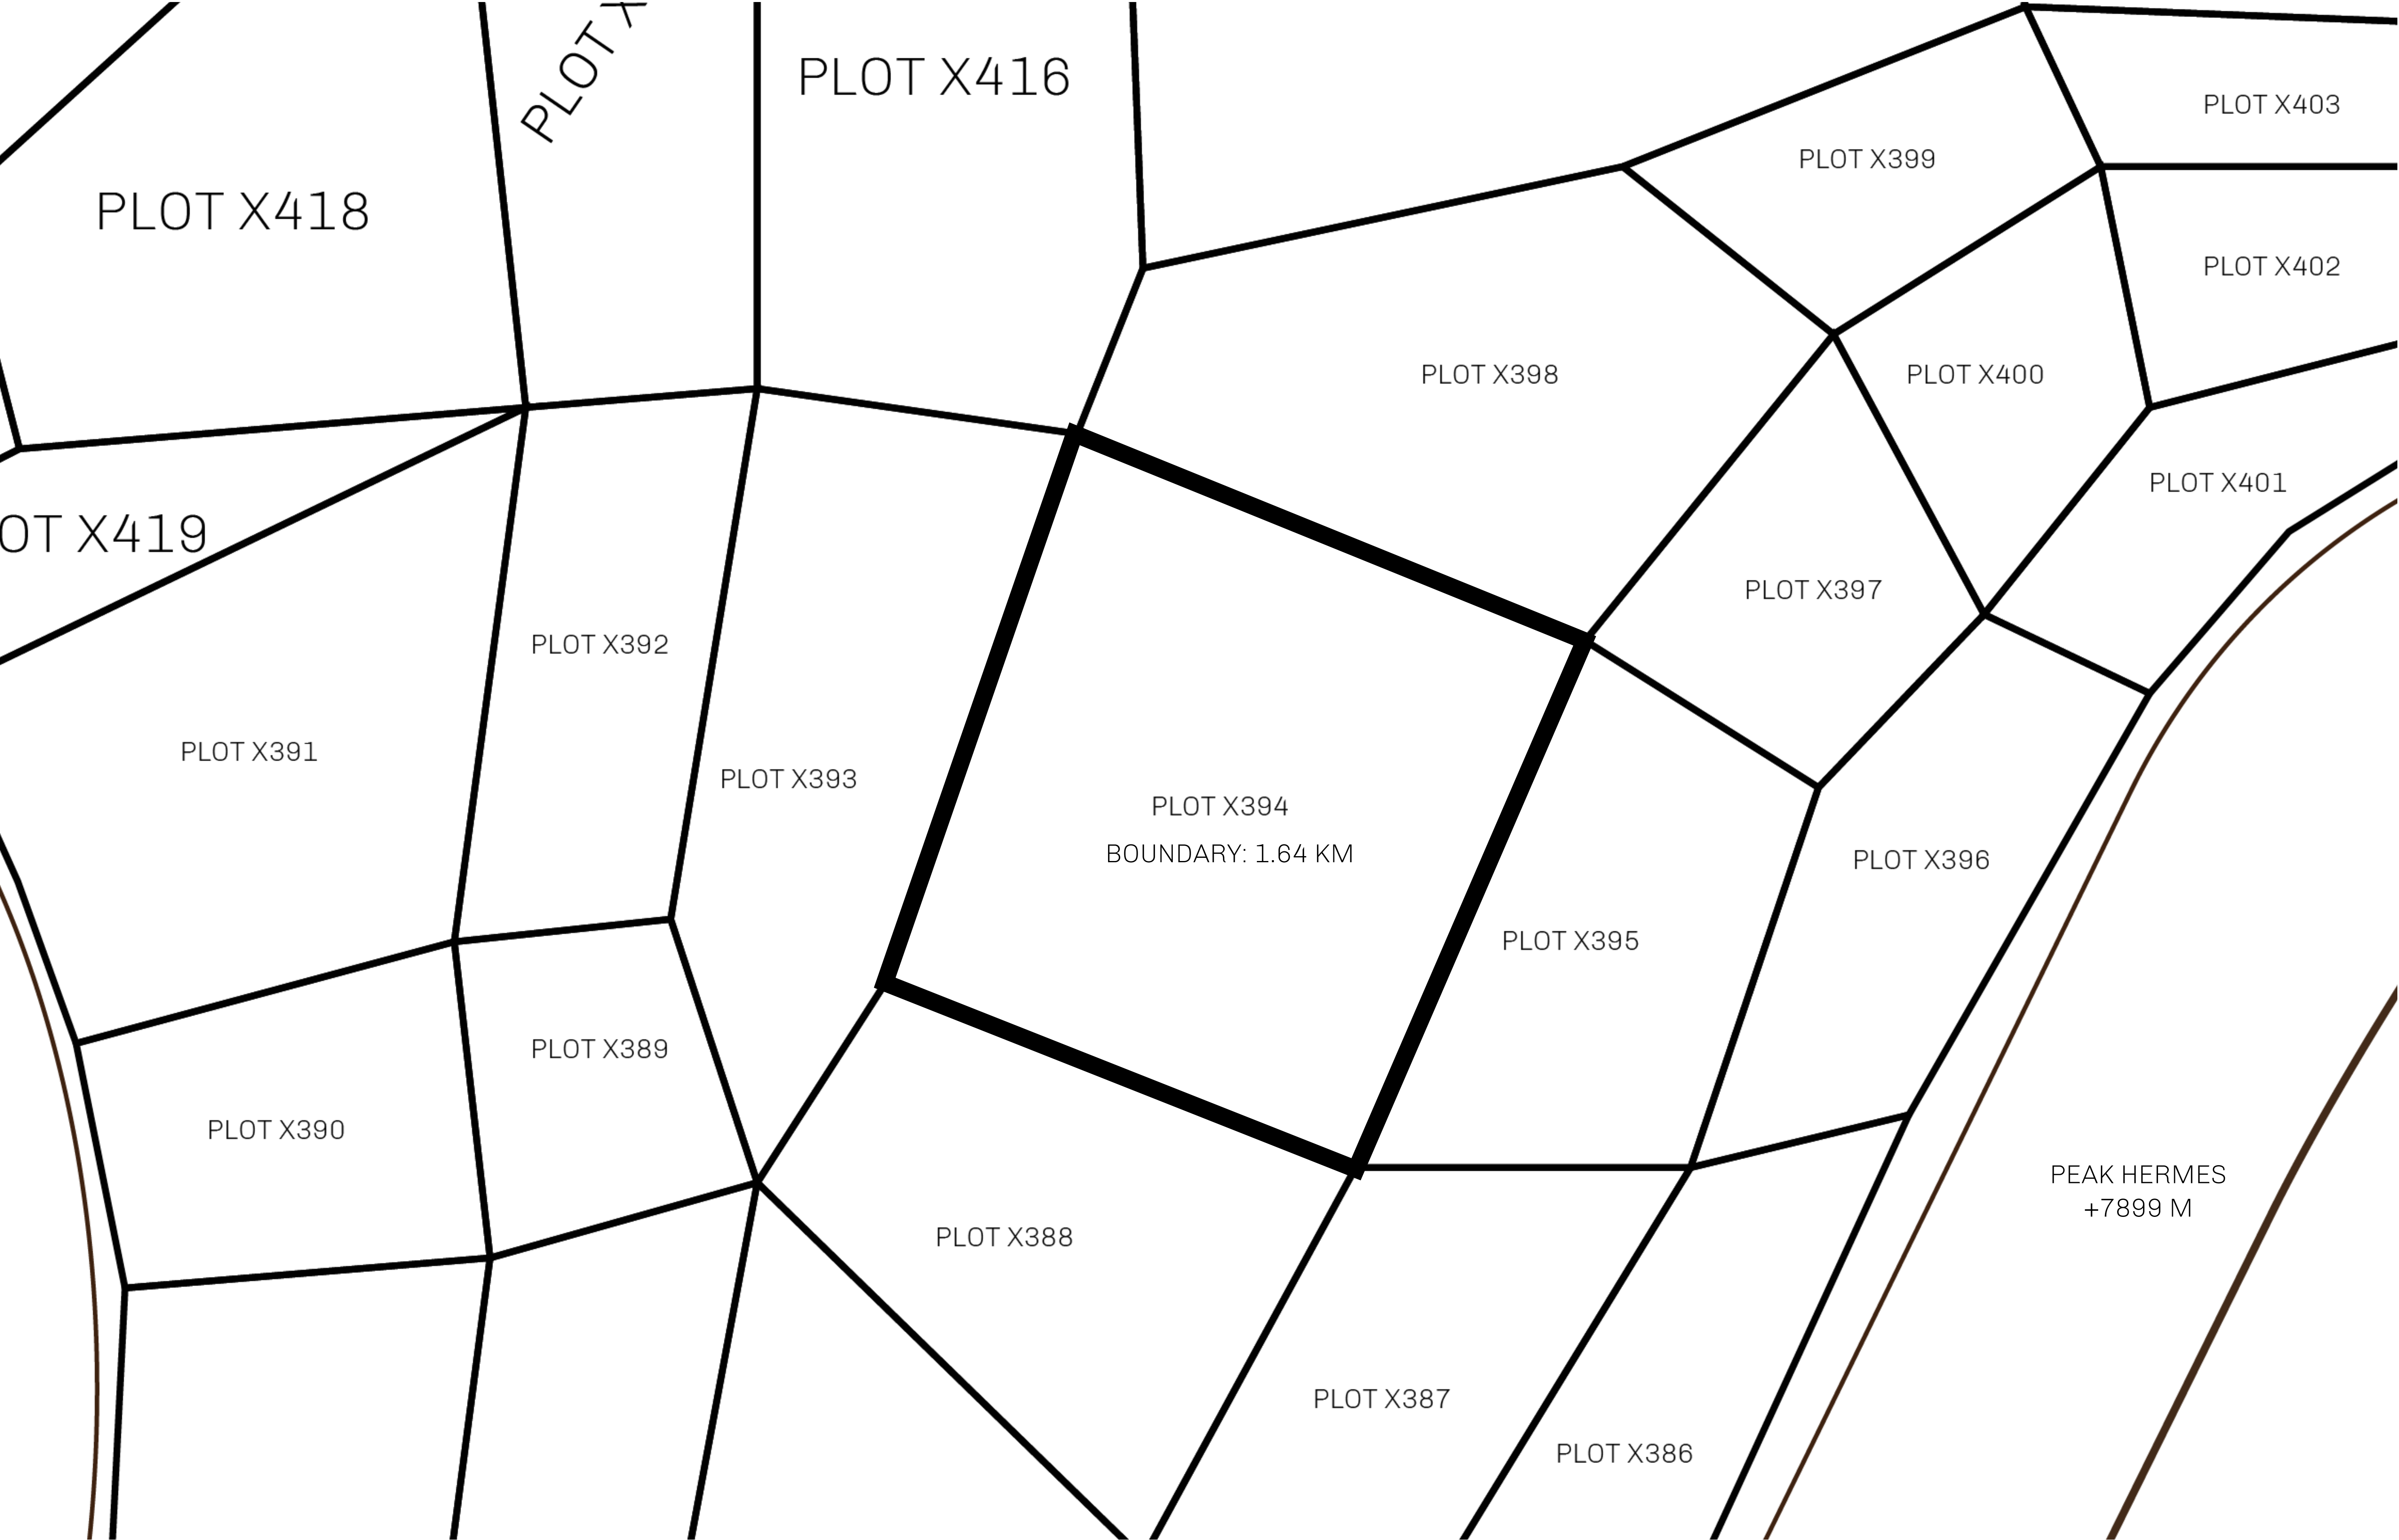 PLOT X
PLOT X416
PLOT X403
PLOT X399
PLOT X418
PLOT X402
PLOT X398
PLOT X400
PLOT X401
OT X419
PLOT X397
PLOT X392
PLOT X391
PLOT X393
PLOT X394
BOUNDARY: 1.64 KM
PLOT X396
PLOT X395
PLOT X389
PLOT X390
PEAK HERMES
+7899 M
PLOT X388
PLOT X387
PLOT X386